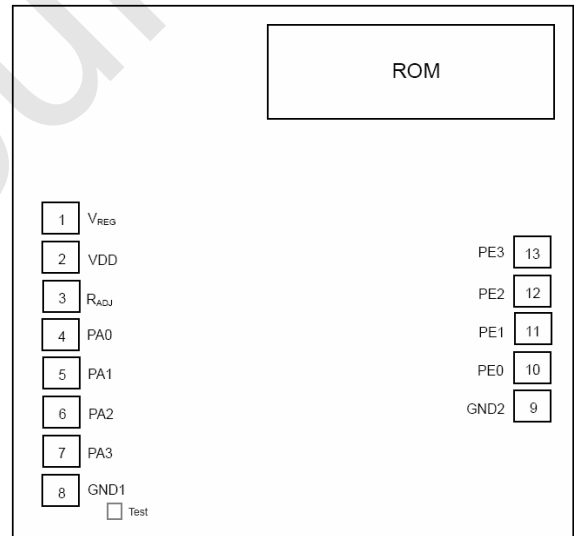 ROM
1 VREG
2 VDD
3 RADJ
4 PA0
5 PA1
6 PA2
7 PA3
8 GND1
Test
PE3 13
PE2 12
PE1 11
PE0 10
GND2 9